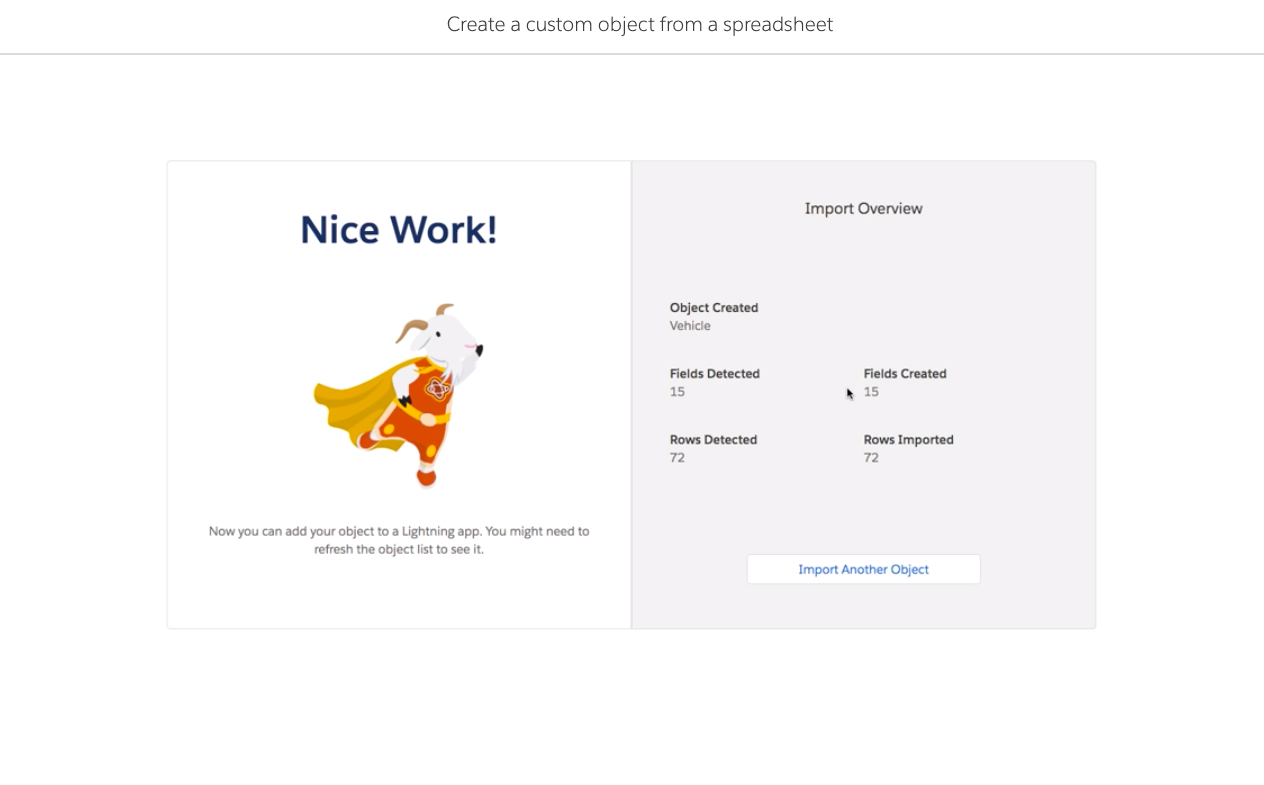 Create a custom object from a spreadsheet
Nice Work!
Now you can add your object to a Lightning app. You might need to
refresh the object list to see it.
Import Overview
Object Created
Vehicle
Fields Detected
15
Fields Created
15
Rows Detected
72
Rows Imported
72
Import Another Object